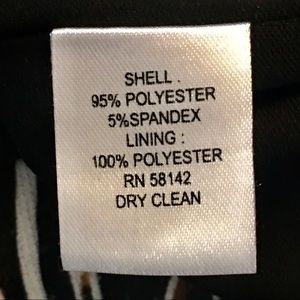 SHELL :
95% POLYESTER
5%SPANDEX
LINING :
100% POLYESTER
RN 58142
DRY CLEAN